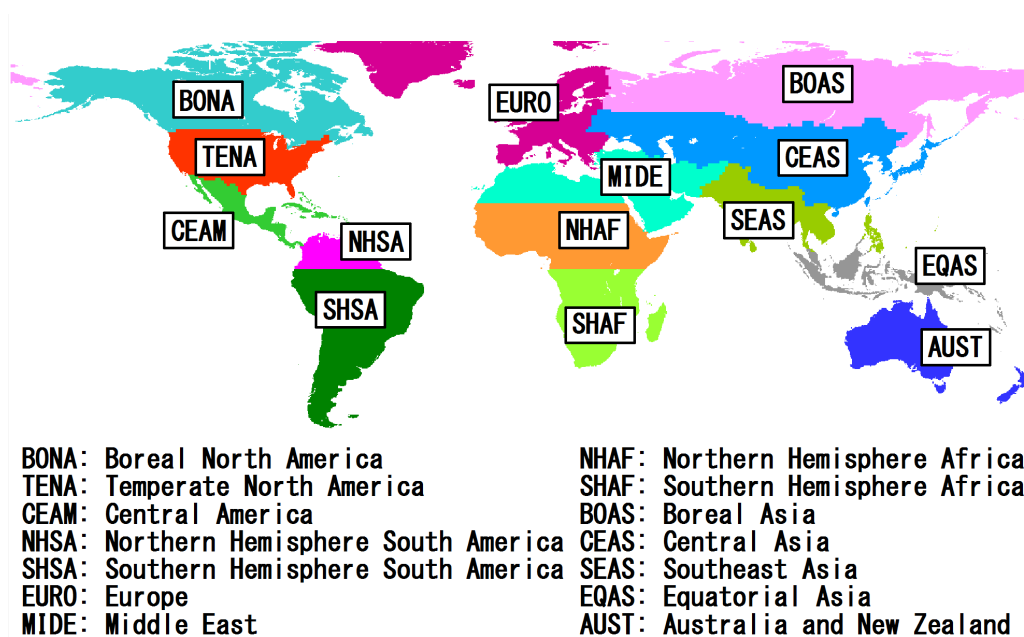 BONA
BOAS
EURO
TENA
CEAS
MIDE
SEAS
CEAM
NHSA
NHAF
EQAS
SHSA
SHAF
AUST
BONA: Boreal North America
TENA: Temperate North America
CEAM: Central America
NHSA: Northern Hemisphere South America
SHSA: Southern Hemisphere South America
EURO: Europe
MIDE: Middle East
NHAF: Northern Hemisphere Africa
SHAF: Southern Hemisphere Africa
BOAS: Boreal Asia
CEAS: Central Asia
SEAS: Southeast Asia
EQAS: Equatorial Asia
AUST: Australia and New Zealand